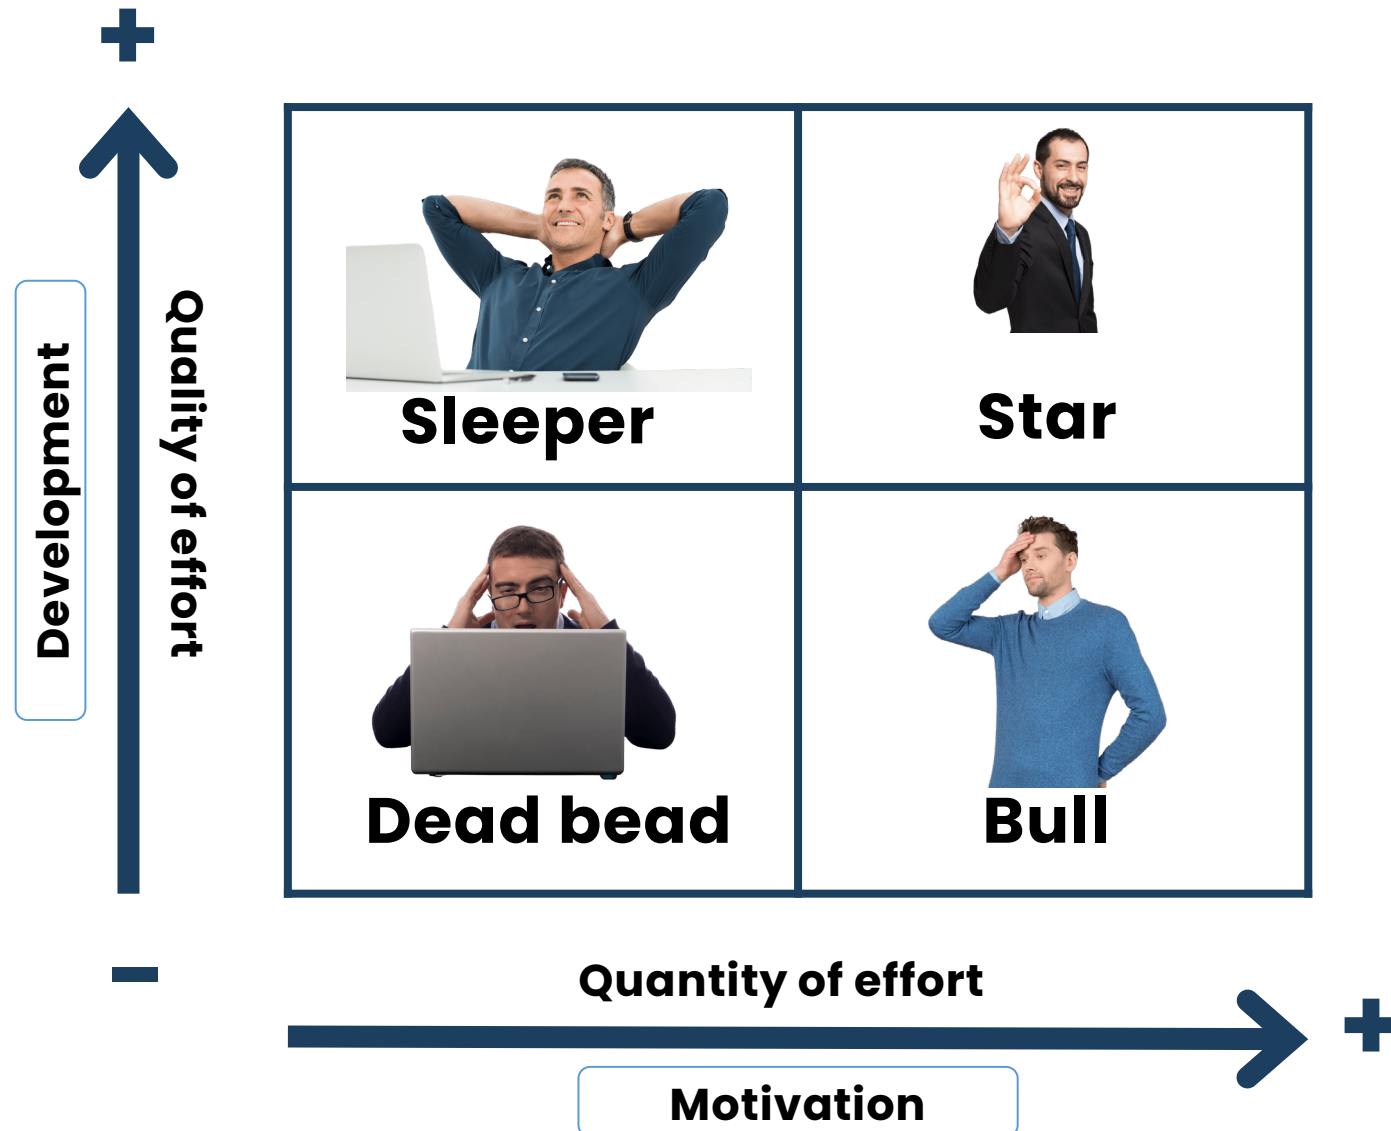 +
Development
Quality of effort
Sleeper
Star
Dead bead
Bull
–
Quantity of effort
+
Motivation